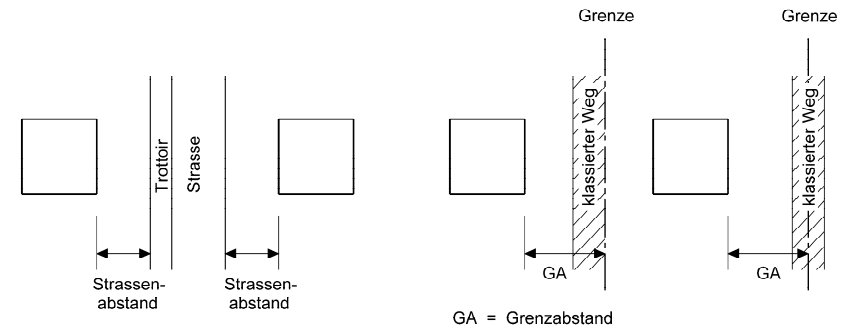 Grenze
Grenze
Trottoir
Strasse
klassierter Weg
klassierter Weg
Strassen-
abstand
Strassen-
abstand
GA
GA
GA = Grenzabstand